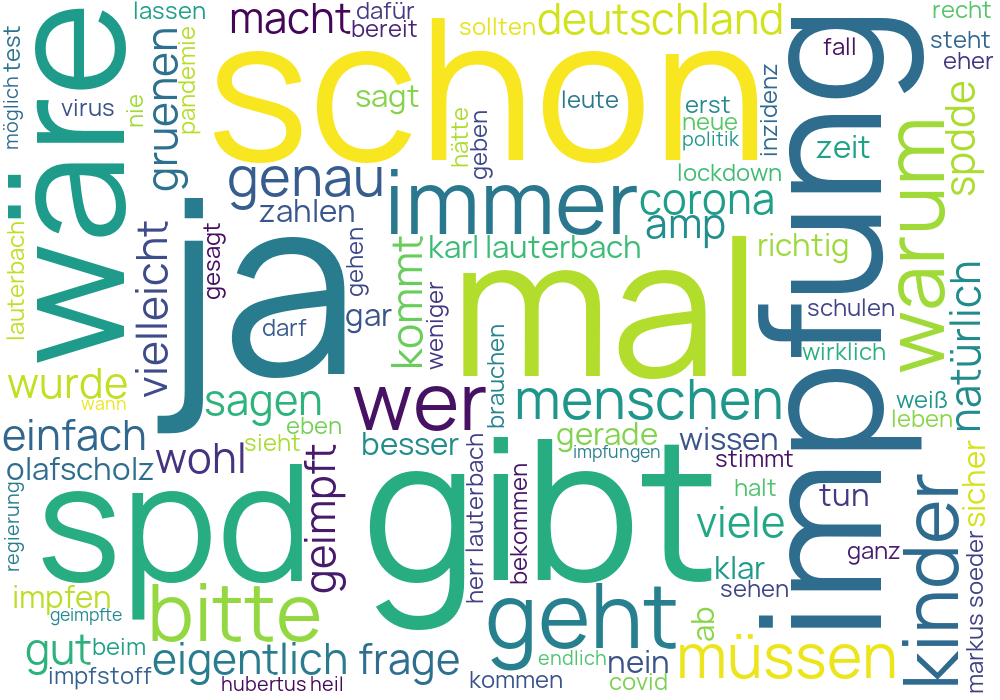 lassen
macht
dafür
bereit
sollten
deutschland
recht
steht
eher
fall
test
möglich
virus
wäre
nie
pandemie
gruenen
schon
sagt
leute
hätte
geben
erst
neue
politik
inzidenz
lockdown
impfung
zeit
spdde
warum
genau
zahlen
immer
corona
amp
karl lauterbach
richtig
lauterbach
vielleicht
gesagt
ja
darf
gehen
gar
kommt
weniger
mal
schulen
wirklich
natürlich
wurde
wann
sagen
eben
wer
brauchen
menschen
weiß
leben
einfach
olafscholz
wohl
sieht
besser
gerade
impfungen
wissen
stimmt
regierung
spd
geimpft
herr lauterbach
bekommen
gibt
halt
viele
tun
ganz
klar
sehen
sicher
kinder
markus soeder
impfen
geimpfte
bitte
geht
ab
gut
beim
impfstoff
eigentlich
frage
hubertus heil
endlich
kommen
nein
covid
müssen